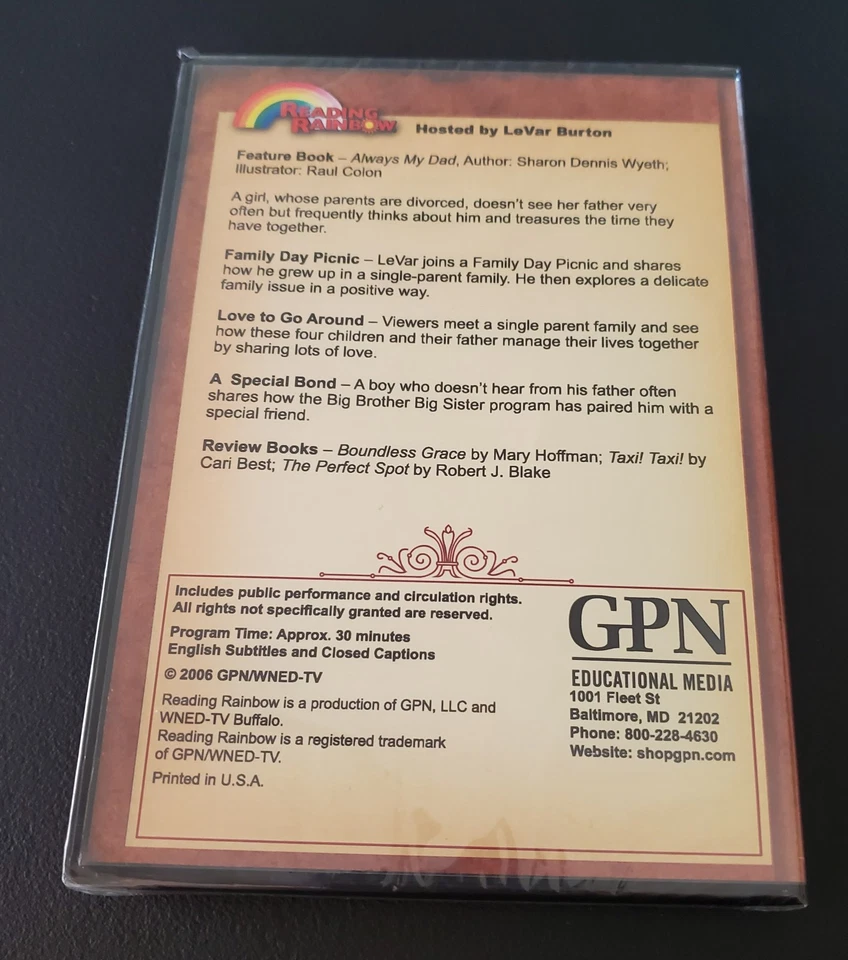 READING
RAINBOW
Hosted by LeVar Burton
Feature Book – Always My Dad, Author: Sharon Dennis Wyeth;
Illustrator: Raul Colon
A girl, whose parents are divorced, doesn't see her father very
often but frequently thinks about him and treasures the time they
have together.
Family Day Picnic – LeVar joins a Family Day Picnic and shares
how he grew up in a single-parent family. He then explores a delicate
family issue in a positive way.
Love to Go Around – Viewers meet a single parent family and see
how these four children and their father manage their lives together
by sharing lots of love.
A Special Bond – A boy who doesn't hear from his father often
shares how the Big Brother Big Sister program has paired him with a
special friend.
Review Books – Boundless Grace by Mary Hoffman; Taxi! Taxi! by
Cari Best; The Perfect Spot by Robert J. Blake
Includes public performance and circulation rights.
All rights not specifically granted are reserved.
Program Time: Approx. 30 minutes
English Subtitles and Closed Captions
© 2006 GPN/WNED-TV
Reading Rainbow is a production of GPN, LLC and
WNED-TV Buffalo.
Reading Rainbow is a registered trademark
of GPN/WNED-TV.
Printed in U.S.A.
GPN
EDUCATIONAL MEDIA
1001 Fleet St
Baltimore, MD 21202
Phone: 800-228-4630
Website: shopgpn.com